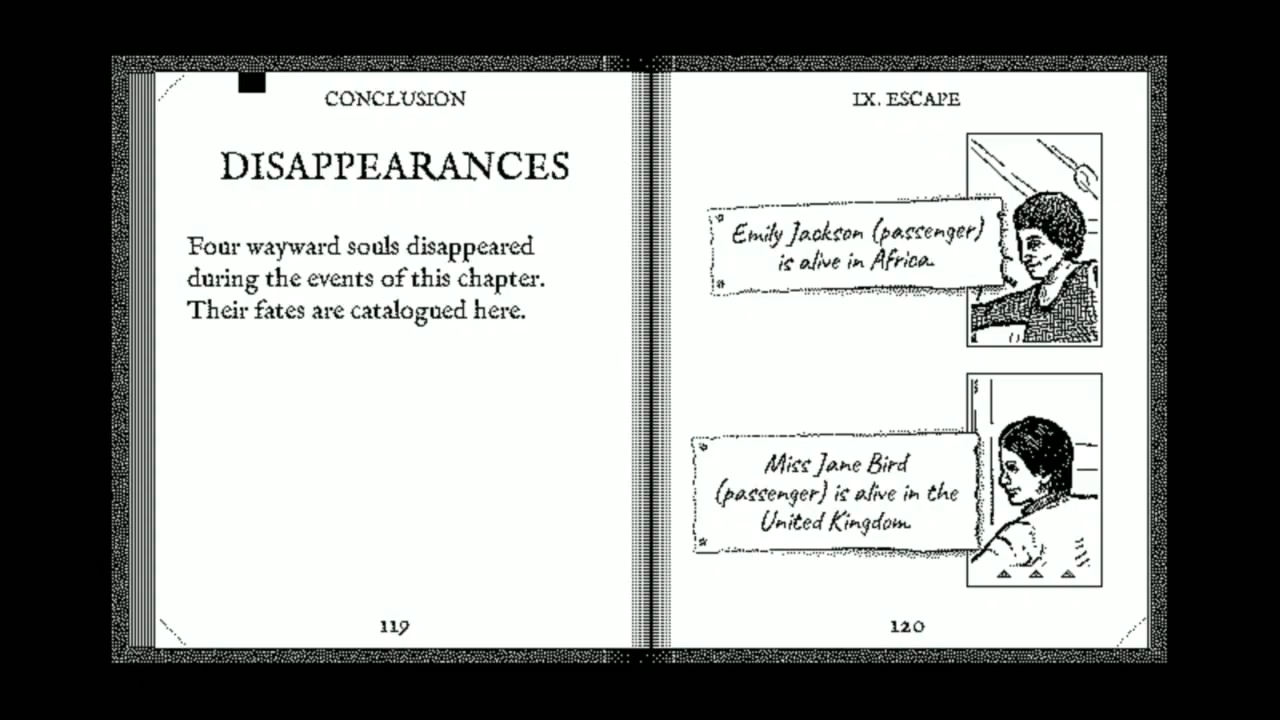 CONCLUSION
DISAPPEARANCES
Four wayward souls disappeared
during the events of this chapter.
Their fates are catalogued here.
119
IX. ESCAPE
Emily Jackson (passenger)
is alive in Africa.
Miss Jane Bird
(passenger) is alive in the
United Kingdom.
120